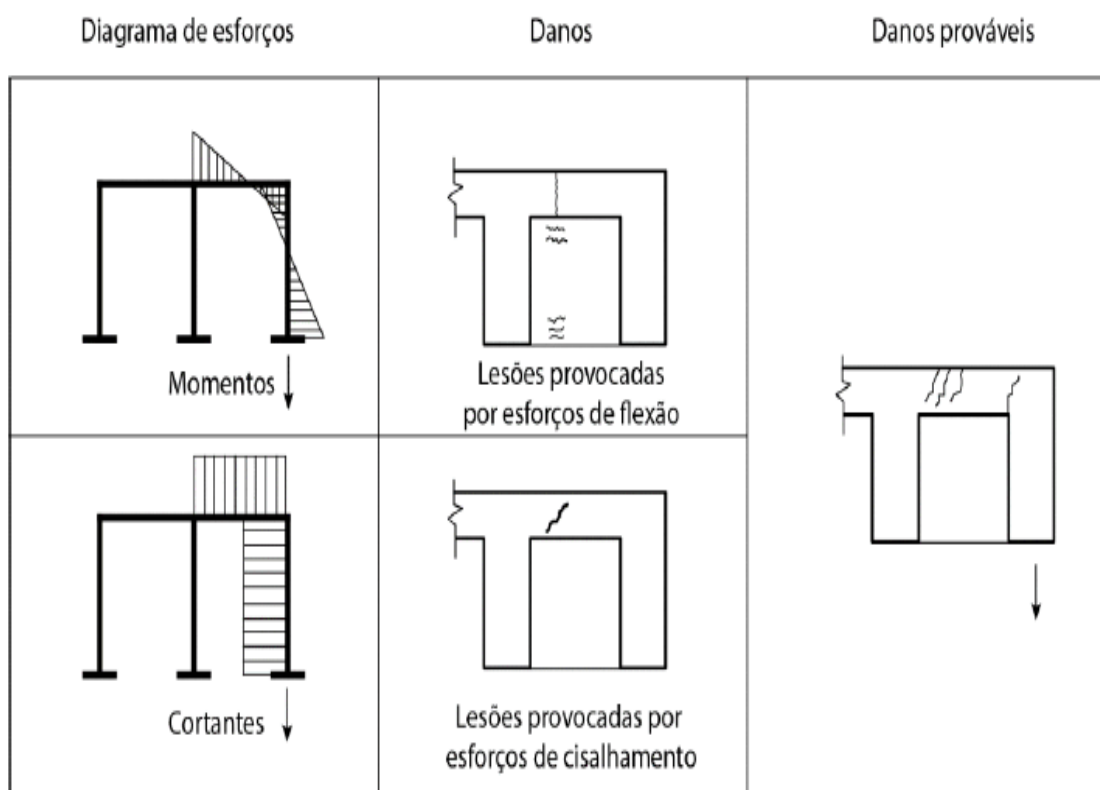 Diagrama de esforços
Danos
Danos prováveis
Momentos
Lesões provocadas
por esforços de flexão
Cortantes
Lesões provocadas por
esforços de cisalhamento